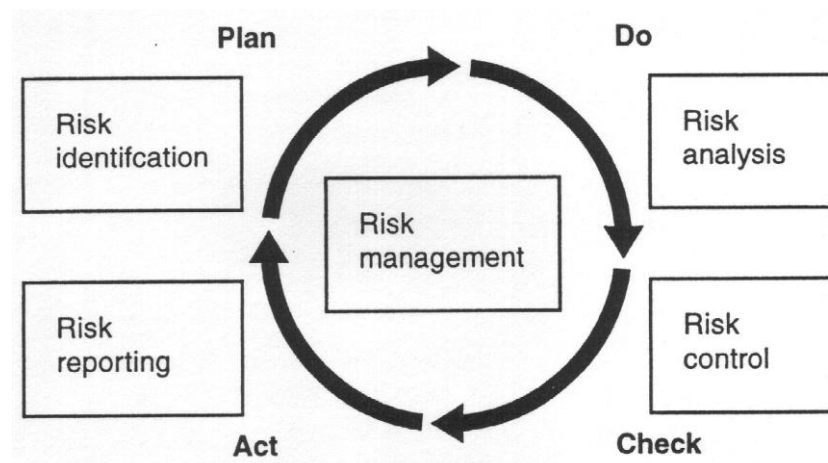 Plan
Do
Risk
identifcation
Risk
analysis
Risk
management
Risk
reporting
Risk
control
Act
Check